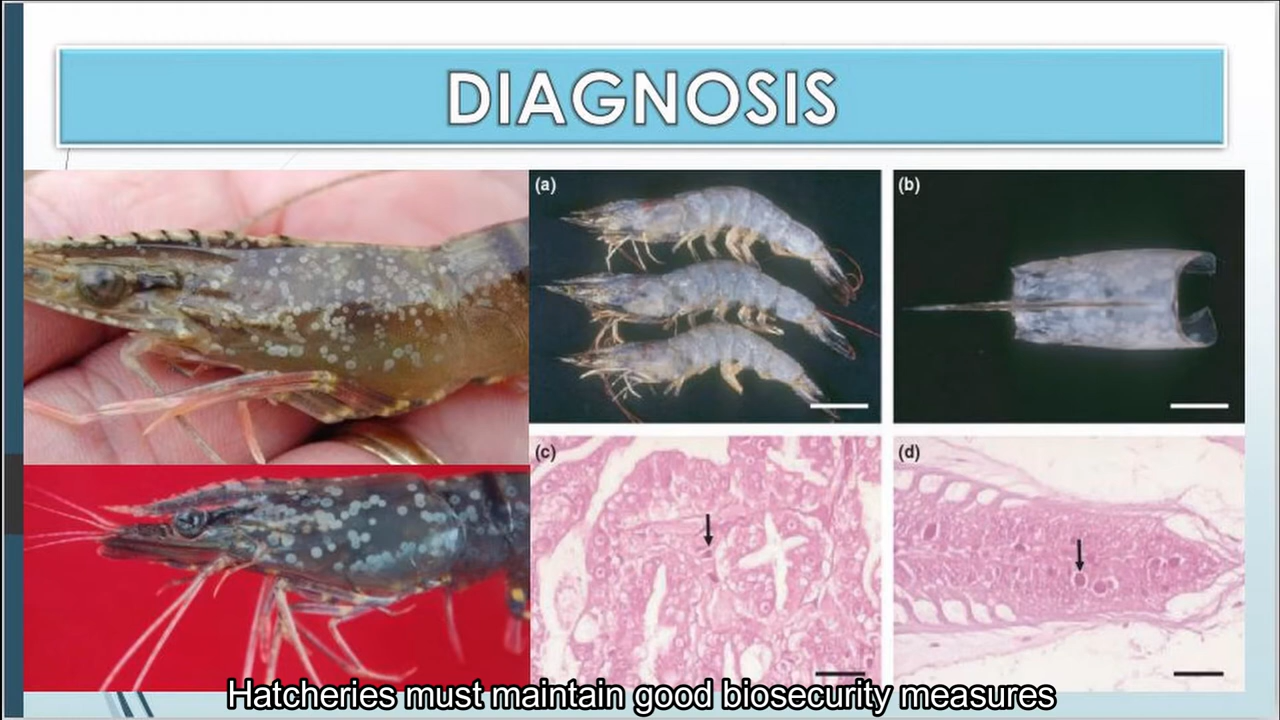 DIAGNOSIS
(a)
(b)
(c)
(d)
Hatcheries must maintain good biosecurity measures